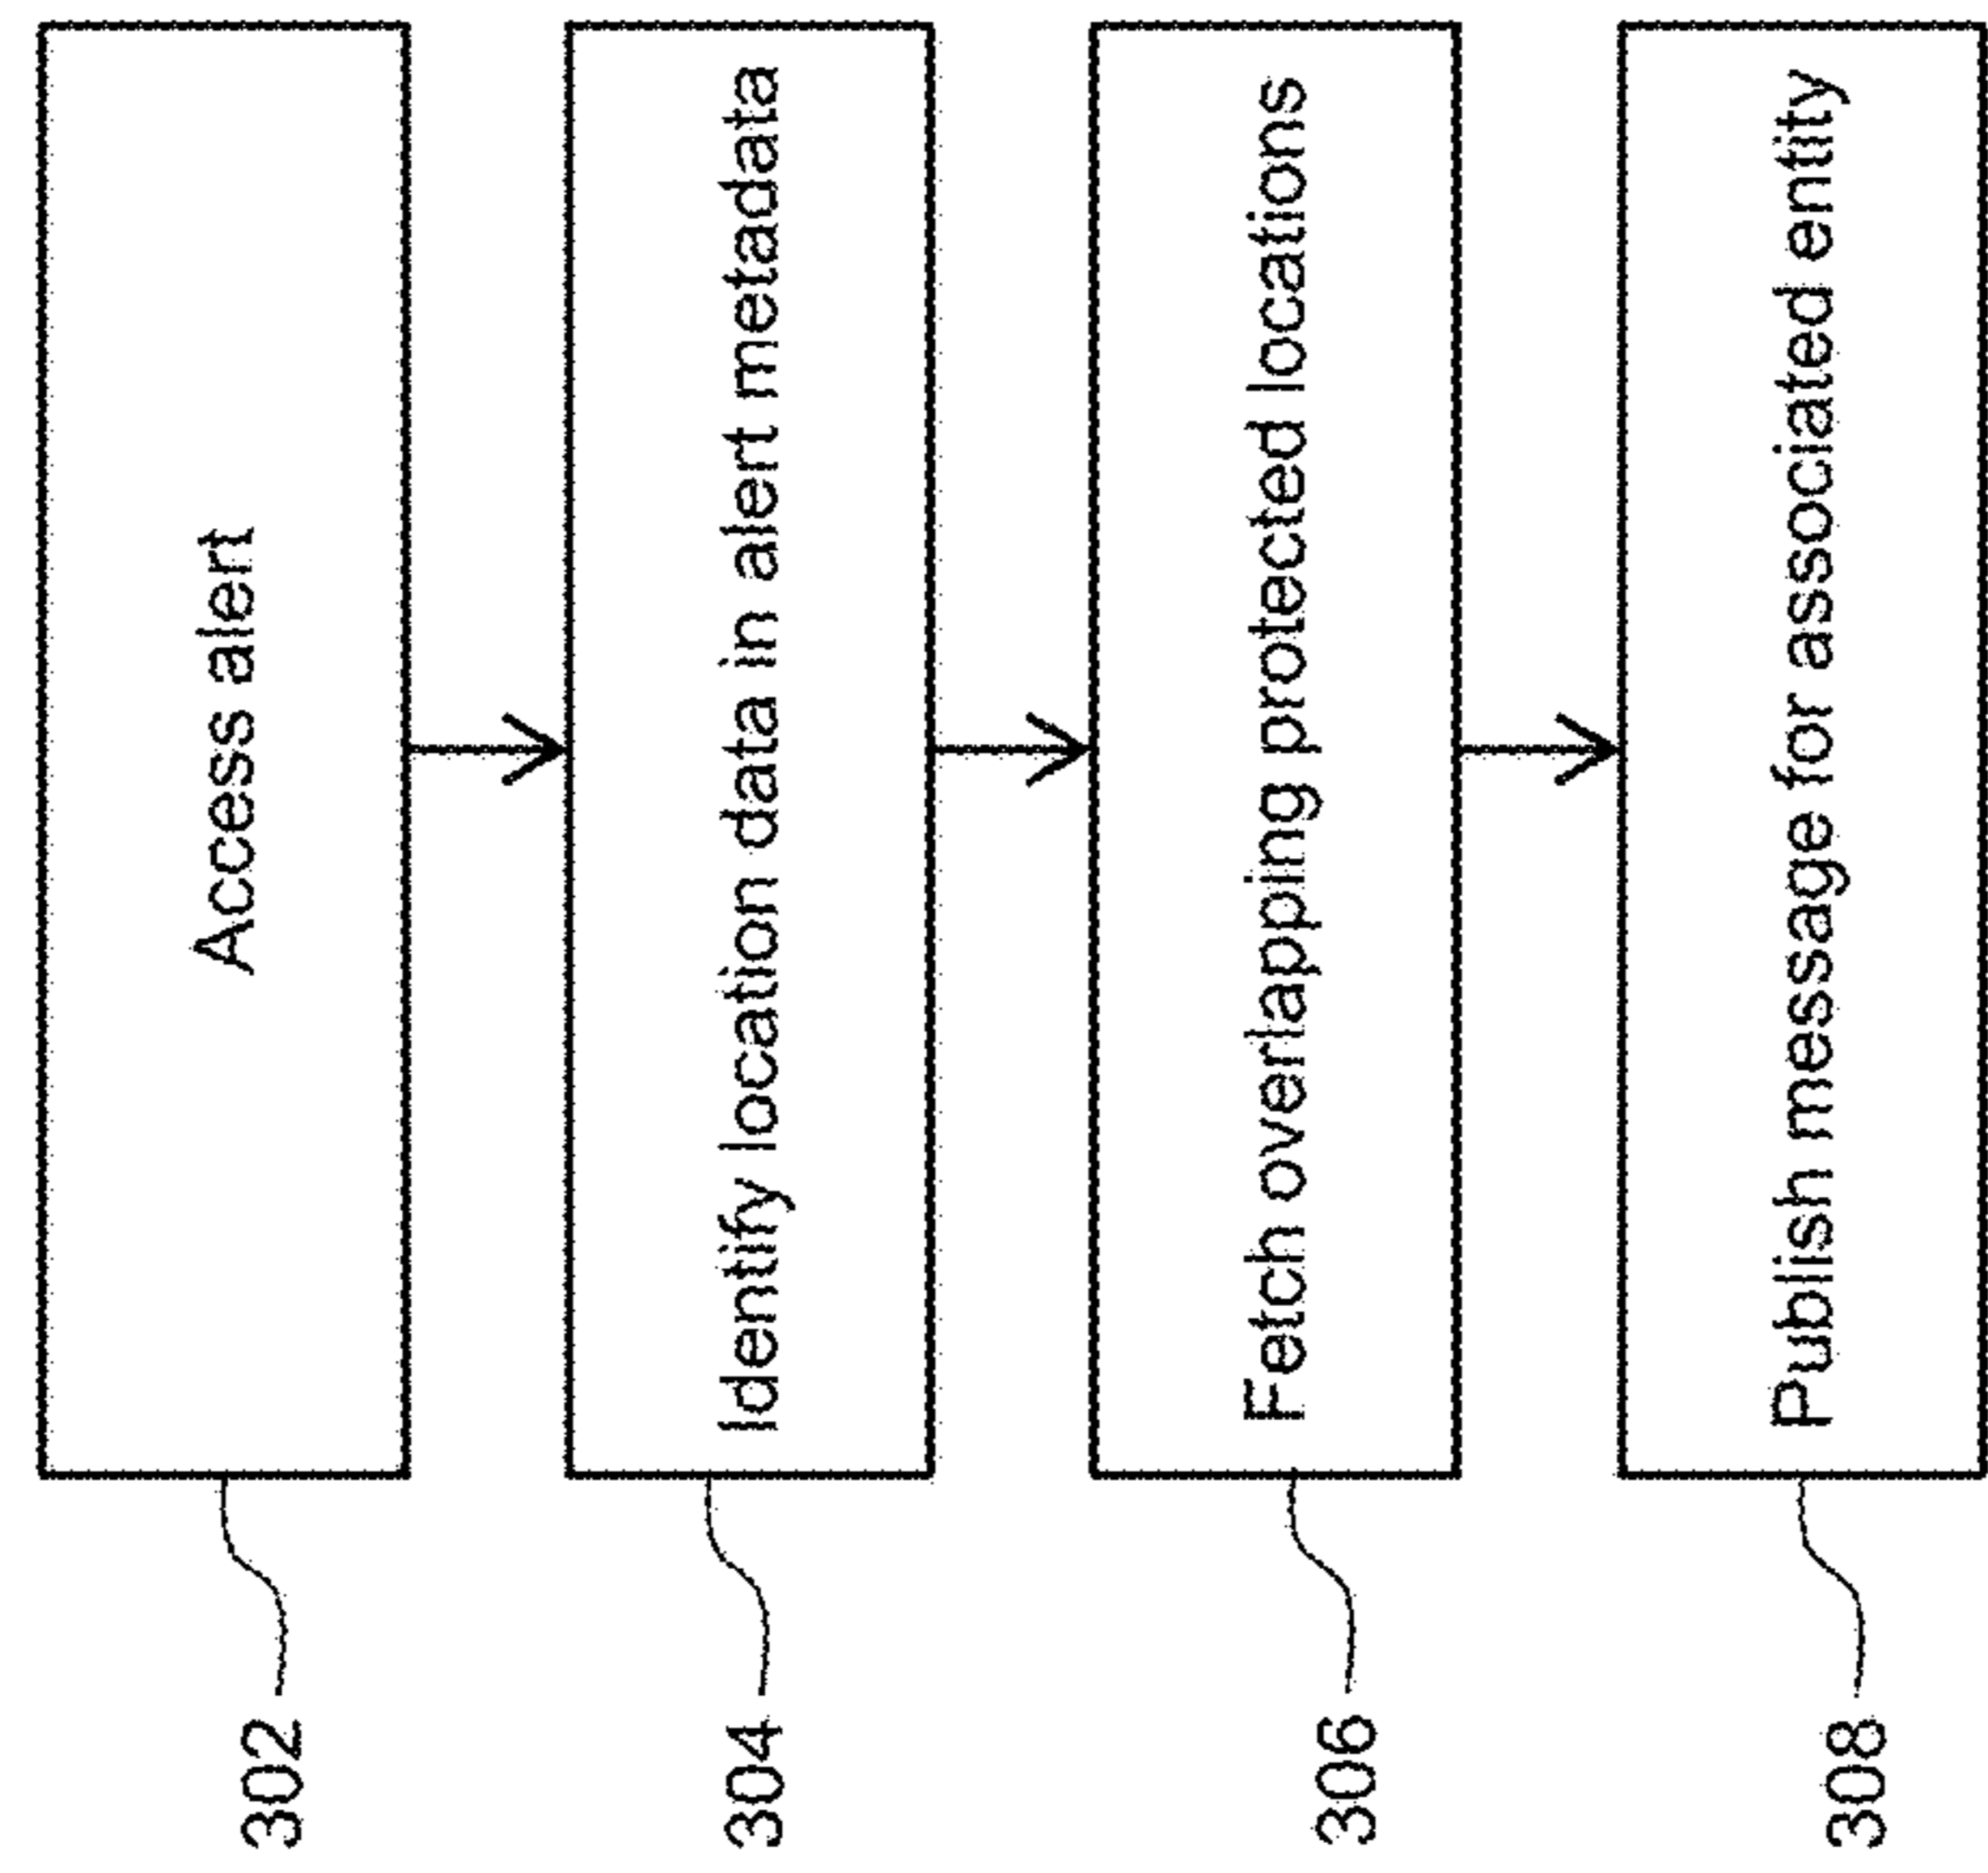 302
Access alert
304
Identify location data in alert metadata
306
Fetch overlapping protected locations
308
Publish message for associated entity